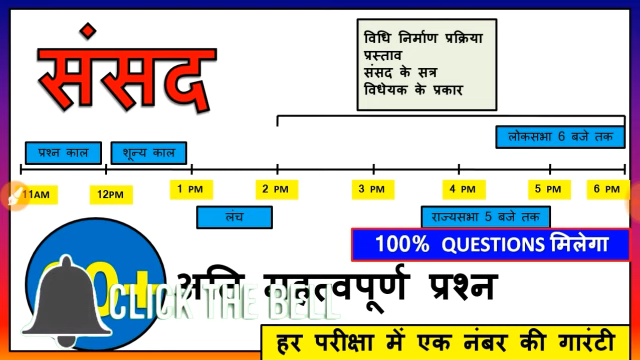 संसद
विधि निर्माण प्रक्रिया
प्रस्ताव
संसद के सत्र
विधेयक के प्रकार
लोकसभा 6 बजे तक
प्रश्न काल
शून्य काल
11AM
12PM
1 PM
2 PM
3 PM
4 PM
5 PM
6 PM
लंच
राज्यसभा 5 बजे तक
100% QUESTIONS मिलेगा
अति महत्वपूर्ण प्रश्न
CLICK THE BELL
हर परीक्षा में एक नंबर की गारंटी